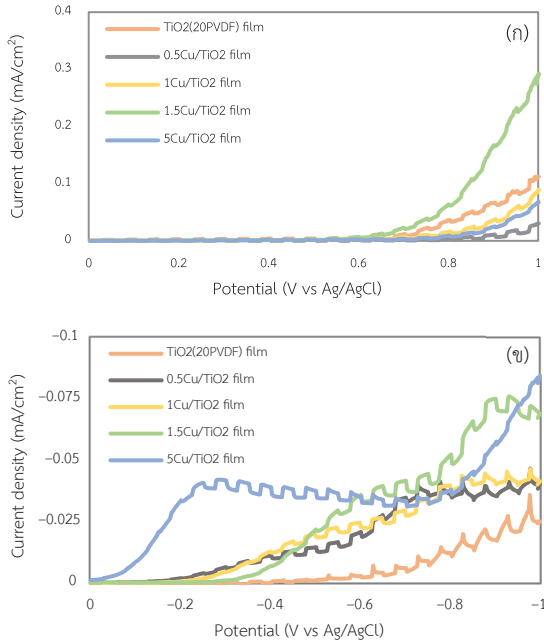 0.4
(ก)
TiO2(20PVDF) film
0.5Cu/TiO2 film
1Cu/TiO2 film
1.5Cu/TiO2 film
5Cu/TiO2 film
0.3
0.2
0.1
0
Current density (mA/cm²)
0 0.2 0.4 0.6 0.8 1
Potential (V vs Ag/AgCl)
−0.1
(ข)
TiO2(20PVDF) film
0.5Cu/TiO2 film
1Cu/TiO2 film
1.5Cu/TiO2 film
5Cu/TiO2 film
−0.075
−0.05
−0.025
0
Current density (mA/cm²)
0 −0.2 −0.4 −0.6 −0.8 −1
Potential (V vs Ag/AgCl)